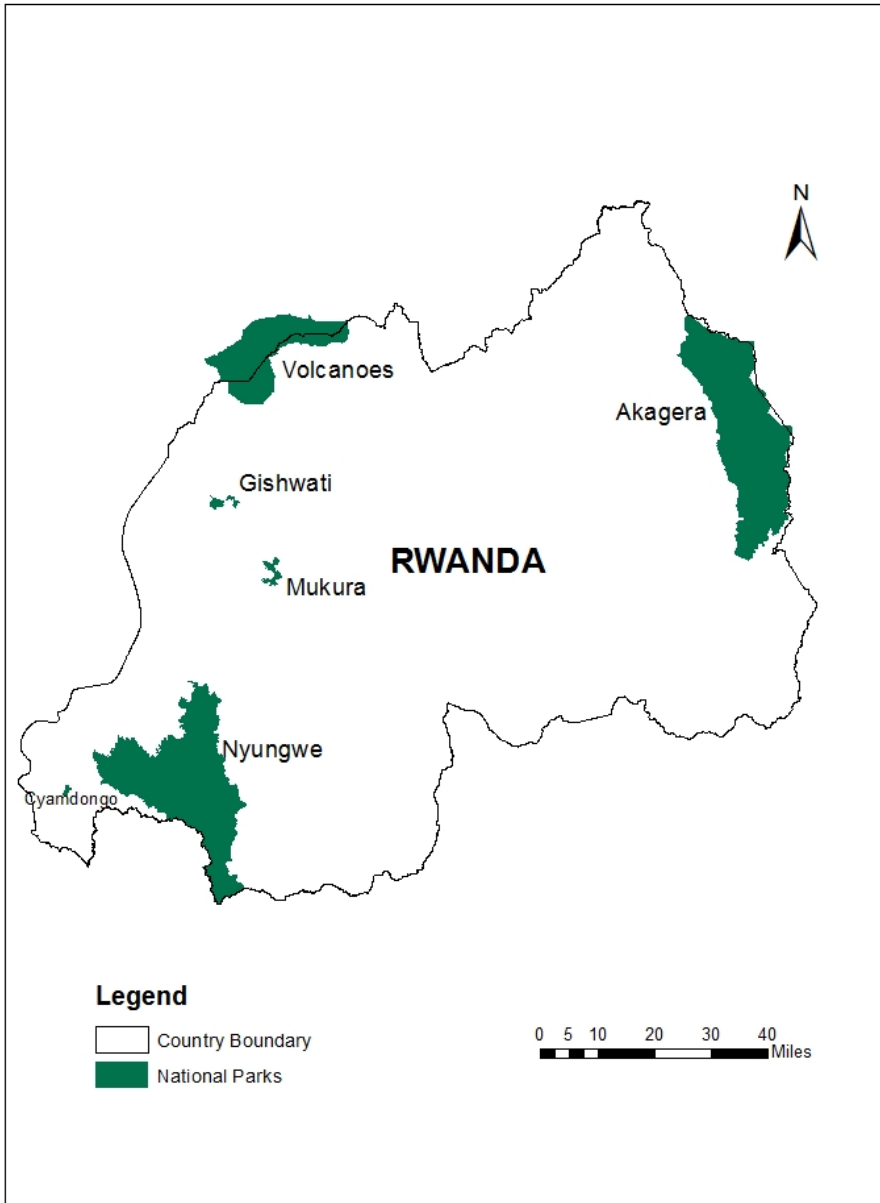 N
Volcanoes
Akagera
Gishwati
RWANDA
Mukura
Nyungwe
Cyamdongo
Legend
Country Boundary
National Parks
0 5 10 20 30 40
Miles